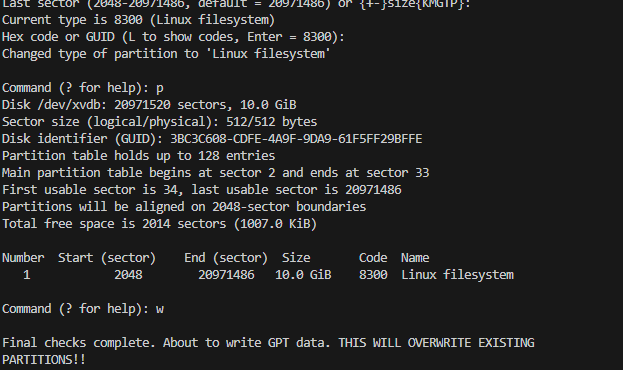 Last sector (2048-20971486, default = 20971486) or {+-}size{KMGTP}:
Current type is 8300 (Linux filesystem)
Hex code or GUID (L to show codes, Enter = 8300):
Changed type of partition to 'Linux filesystem'
Command (? for help): p
Disk /dev/xvdb: 20971520 sectors, 10.0 GiB
Sector size (logical/physical): 512/512 bytes
Disk identifier (GUID): 3BC3C608-CDFE-4A9F-9DA9-61F5FF29BFFE
Partition table holds up to 128 entries
Main partition table begins at sector 2 and ends at sector 33
First usable sector is 34, last usable sector is 20971486
Partitions will be aligned on 2048-sector boundaries
Total free space is 2014 sectors (1007.0 KiB)
Number  Start (sector)    End (sector)  Size       Code  Name
   1            2048        20971486   10.0 GiB    8300  Linux filesystem
Command (? for help): w
Final checks complete. About to write GPT data. THIS WILL OVERWRITE EXISTING
PARTITIONS!!